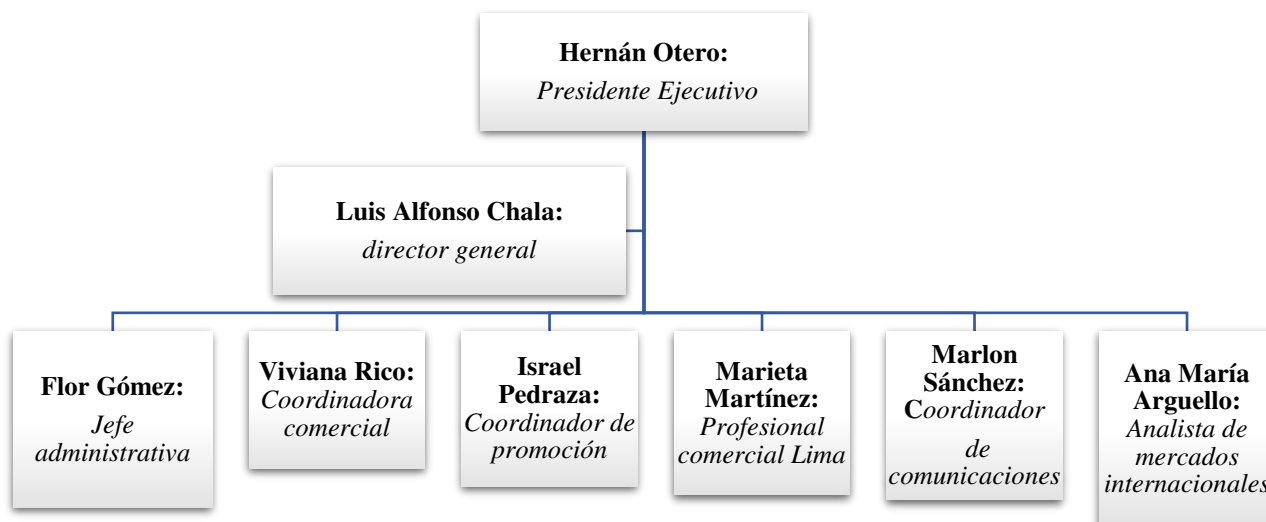 Hernán Otero:
Presidente Ejecutivo
Luis Alfonso Chala:
director general
Flor Gómez:
Jefe
administrativa
Viviana Rico:
Coordinadora
comercial
Israel
Pedraza:
Coordinador de
promoción
Marieta
Martínez:
Profesional
comercial Lima
Marlon
Sánchez:
Coordinador
de
comunicaciones
Ana María
Arguello:
Analista de
mercados
internacionales